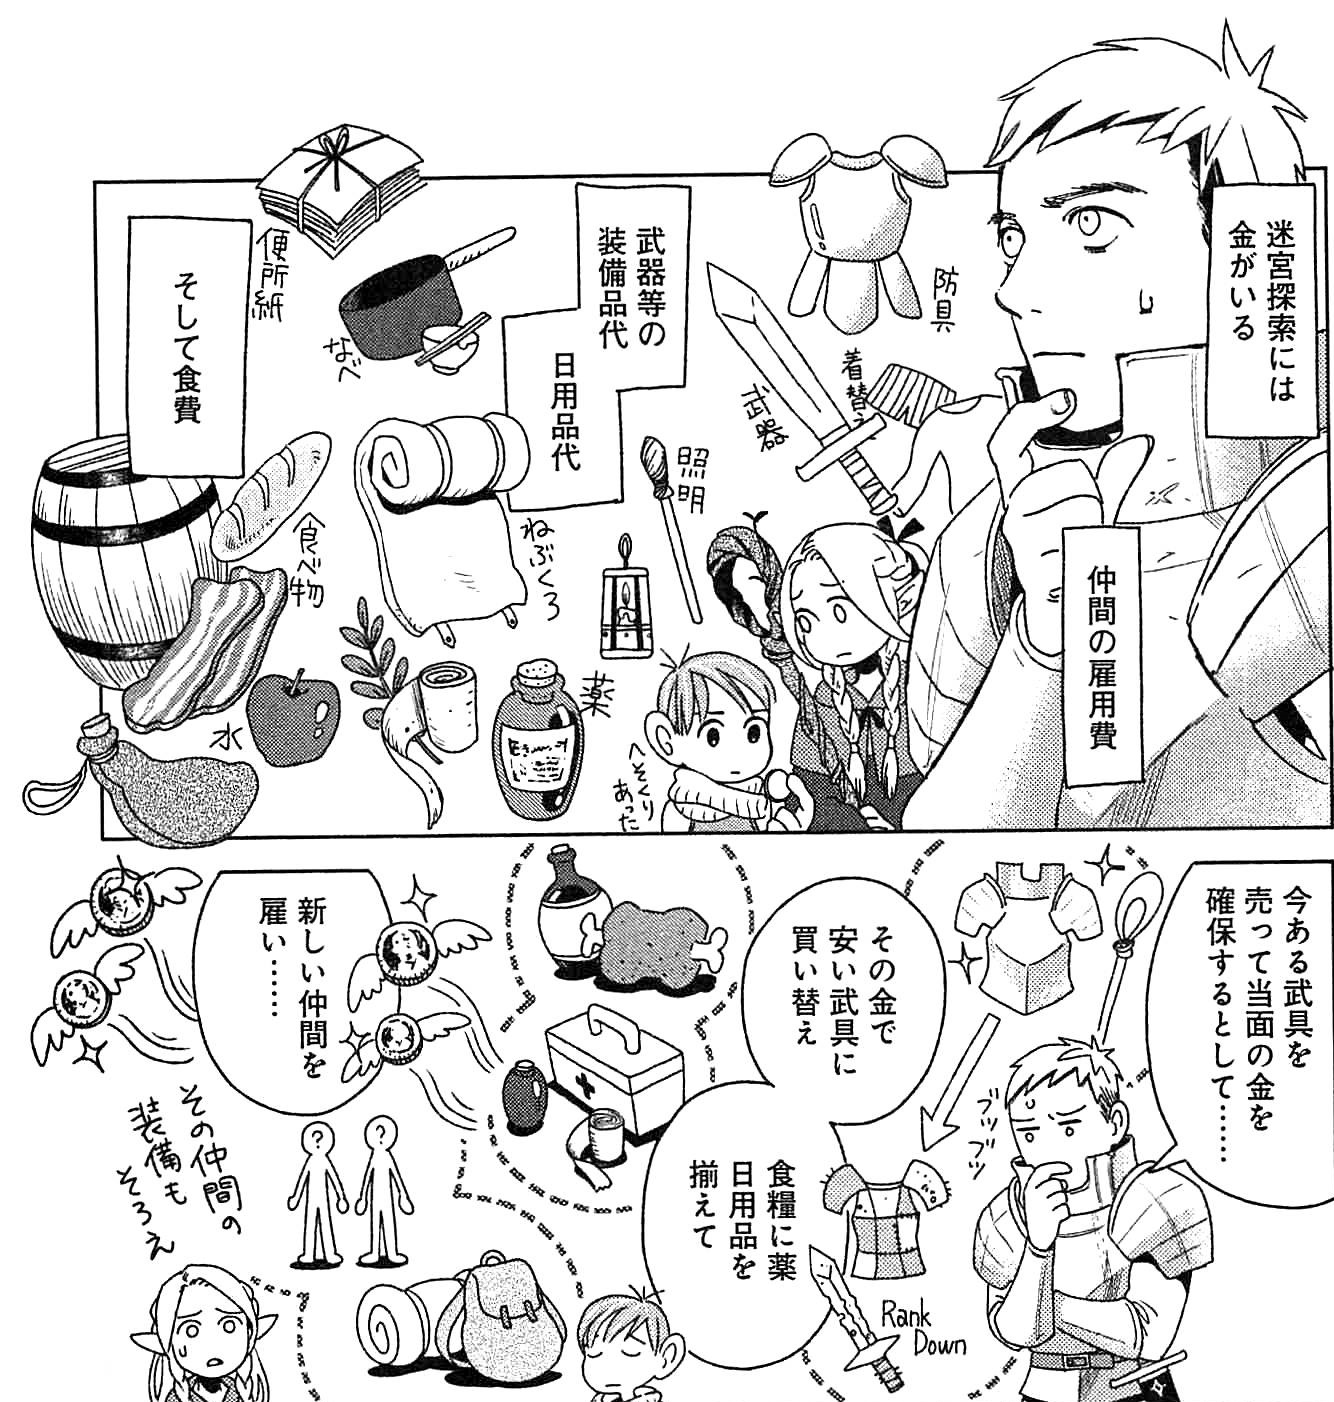 迷宮探索には
金がいる
仲間の雇用費
防具
着替え
武器
武器等の
装備品代
日用品代
照明
へそくり
あった
便所紙
なべ
ねぶくろ
薬
そして食費
食べ物
水
今ある武具を
売って当面の金を
確保するとして……
ブツブツ
その金で
安い武具に
買い替え
Rank
Down
食糧に薬
日用品を
揃えて
新しい仲間を
雇い……
?
?
その仲間の
装備も
そろえ